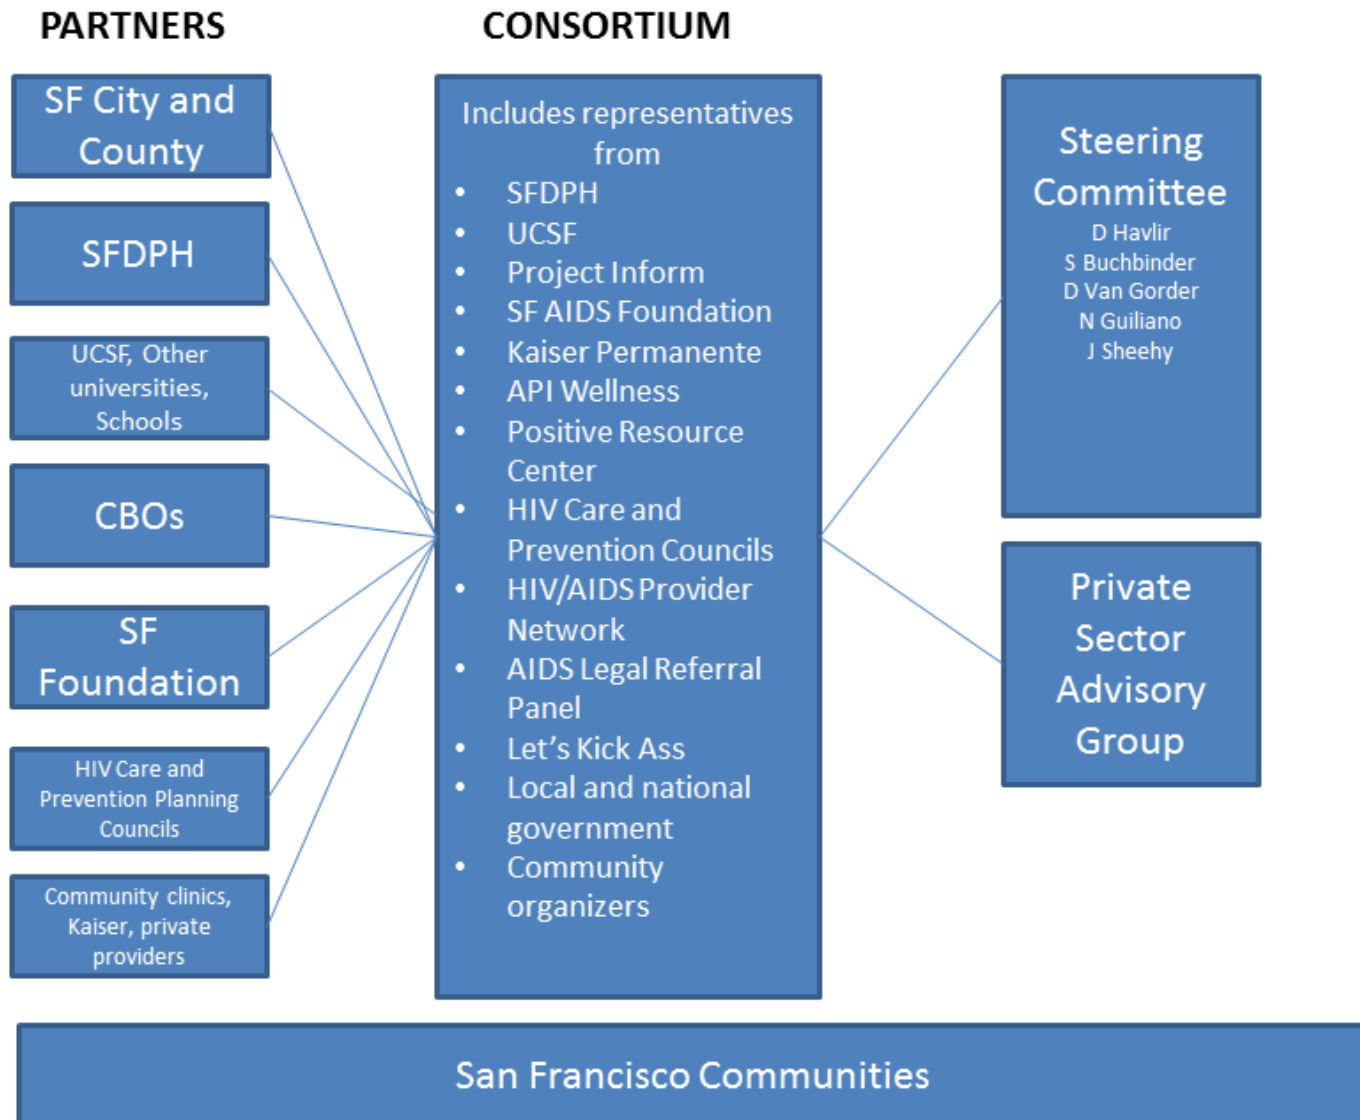 PARTNERS
CONSORTIUM
SF City and
County
SFDPH
UCSF, Other
universities,
Schools
CBOs
SF
Foundation
HIV Care and
Prevention Planning
Councils
Community clinics,
Kaiser, private
providers
Includes representatives
from
• SFDPH
• UCSF
• Project Inform
• SF AIDS Foundation
• Kaiser Permanente
• API Wellness
• Positive Resource
Center
• HIV Care and
Prevention Councils
• HIV/AIDS Provider
Network
• AIDS Legal Referral
Panel
• Let's Kick Ass
• Local and national
government
• Community
organizers
Steering
Committee
D Havlir
S Buchbinder
D Van Gorder
N Guiliano
J Sheehy
Private
Sector
Advisory
Group
San Francisco Communities